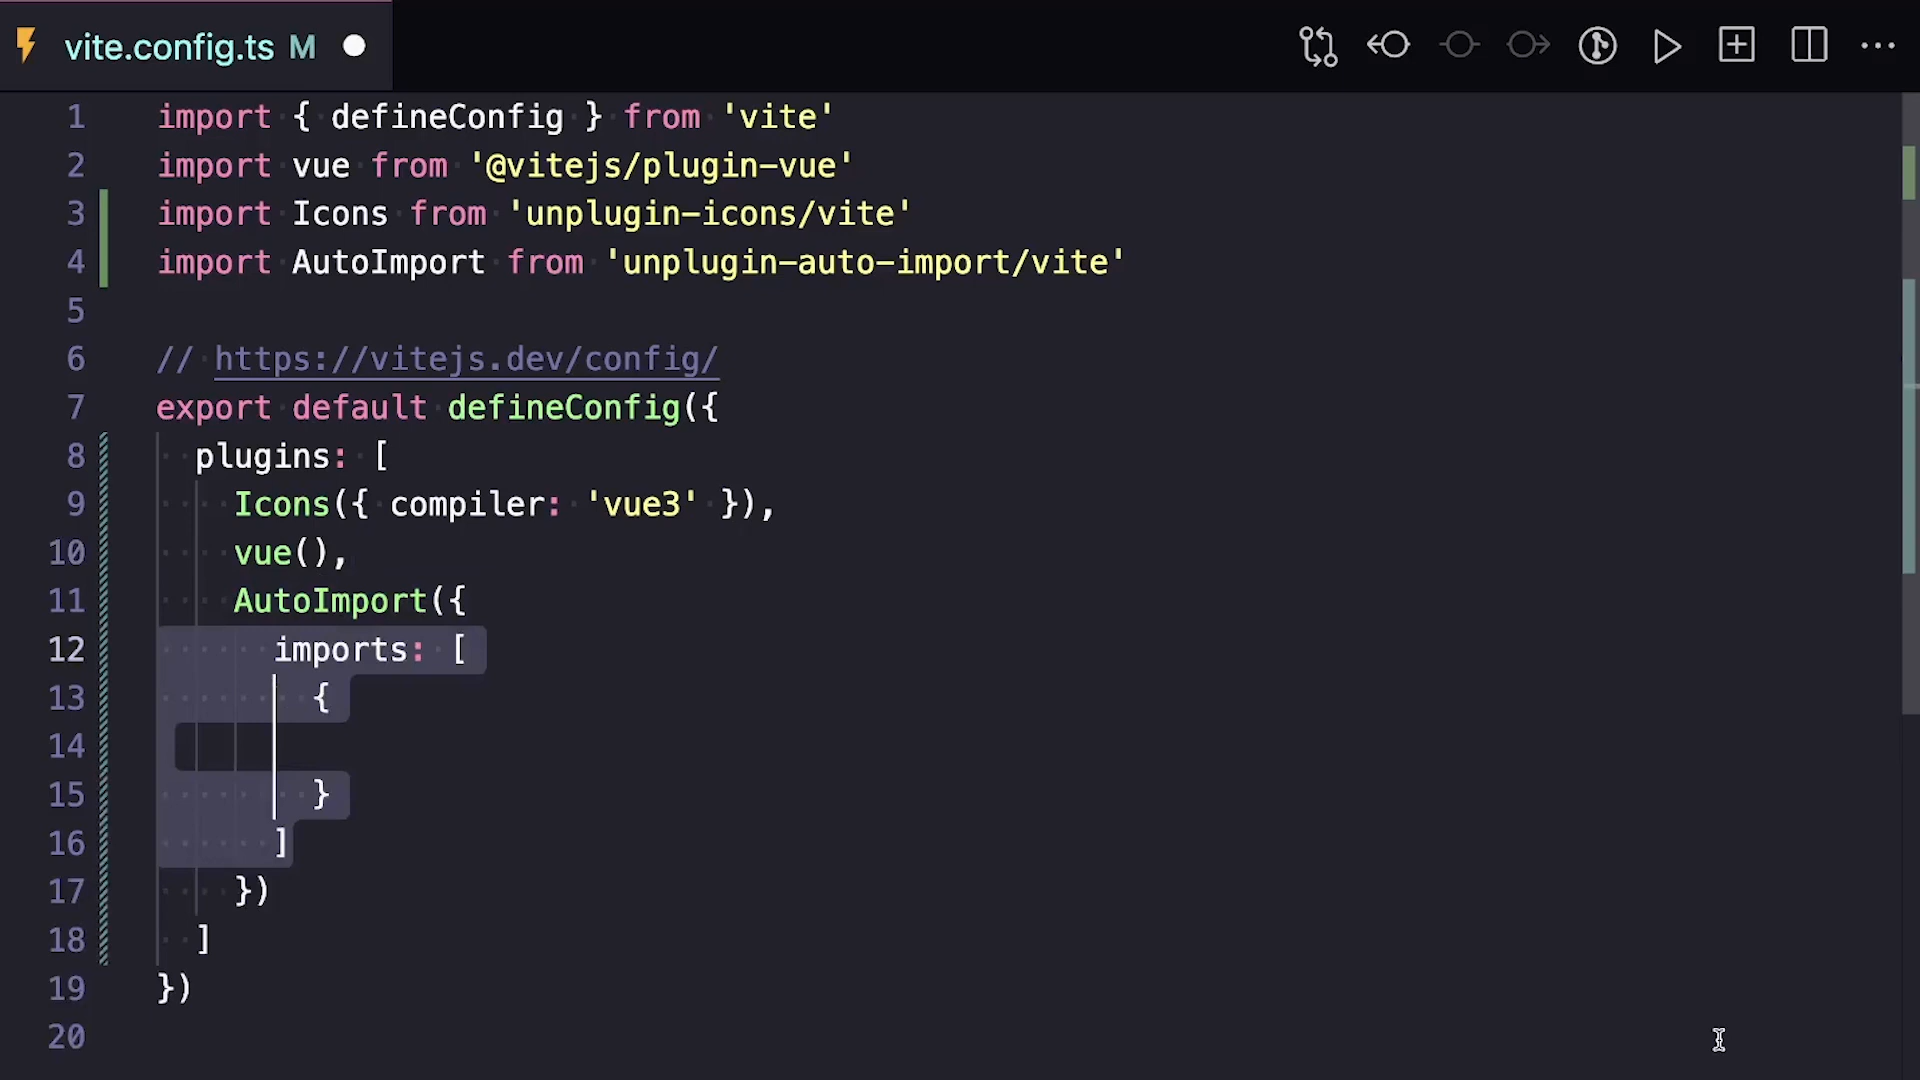 vite.config.ts M
1 import { defineConfig } from 'vite'
2 import vue from '@vitejs/plugin-vue'
3 import Icons from 'unplugin-icons/vite'
4 import AutoImport from 'unplugin-auto-import/vite'
5
6 // https://vitejs.dev/config/
7 export default defineConfig({
8   plugins: [
9     Icons({ compiler: 'vue3' }),
10     vue(),
11     AutoImport({
12       imports: [
13         {
14
15         }
16       ]
17     })
18   ]
19 })
20